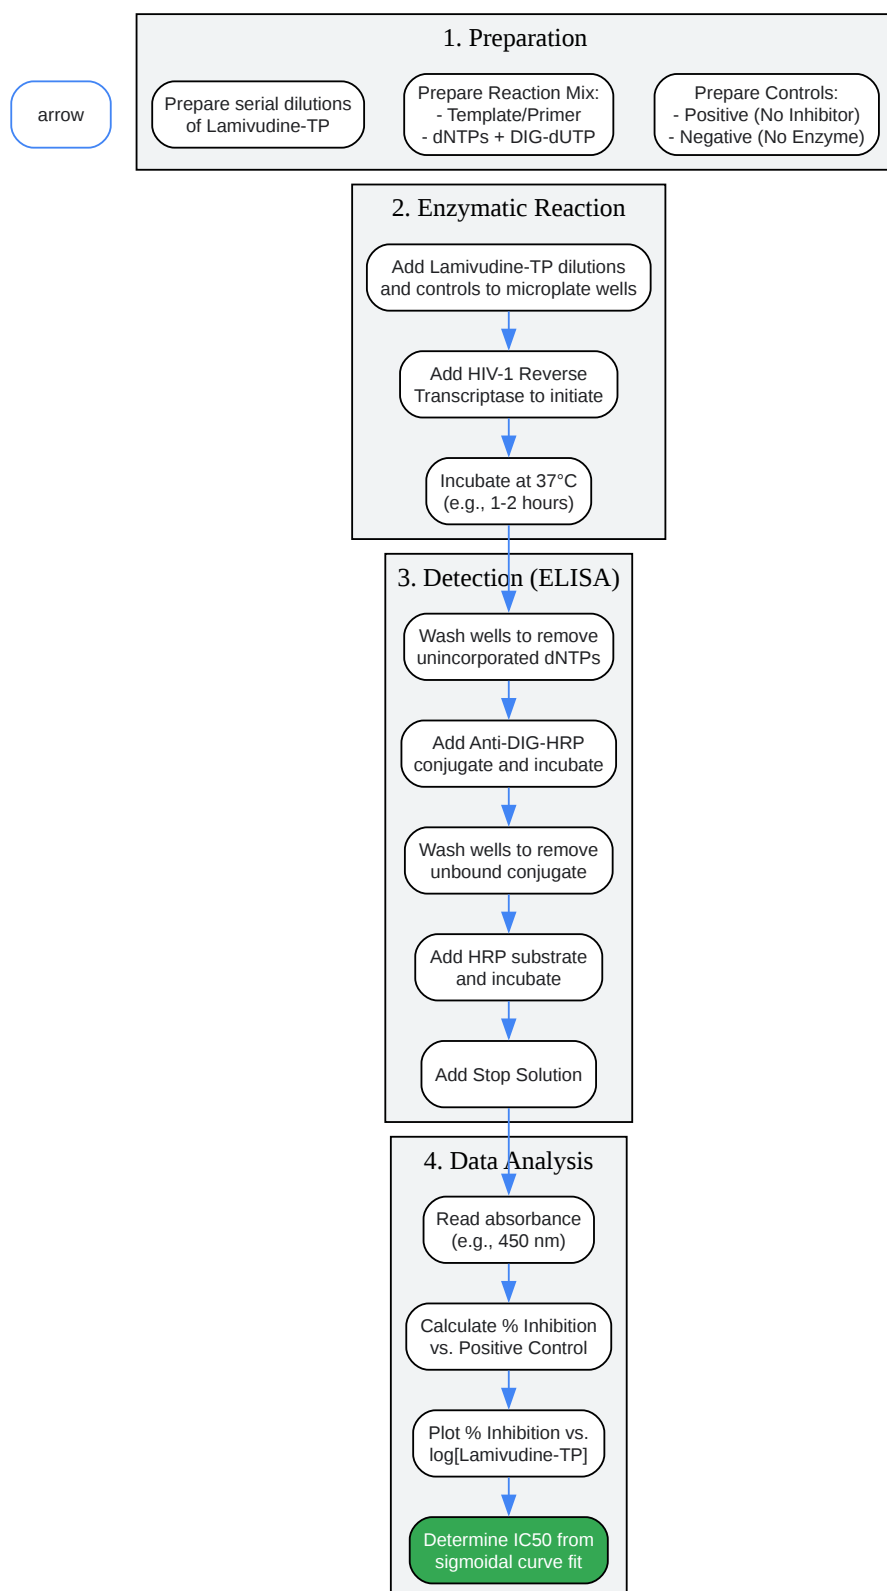 1. Preparation
arrow
Prepare serial dilutions
of Lamivudine-TP
Prepare Reaction Mix:
- Template/Primer
- dNTPs + DIG-dUTP
Prepare Controls:
- Positive (No Inhibitor)
- Negative (No Enzyme)
2. Enzymatic Reaction
Add Lamivudine-TP dilutions
and controls to microplate wells
Add HIV-1 Reverse
Transcriptase to initiate
Incubate at 37°C
(e.g., 1-2 hours)
3. Detection (ELISA)
Wash wells to remove
unincorporated dNTPs
Add Anti-DIG-HRP
conjugate and incubate
Wash wells to remove
unbound conjugate
Add HRP substrate
and incubate
Add Stop Solution
4. Data Analysis
Read absorbance
(e.g., 450 nm)
Calculate % Inhibition
vs. Positive Control
Plot % Inhibition vs.
log[Lamivudine-TP]
Determine IC50 from
sigmoidal curve fit